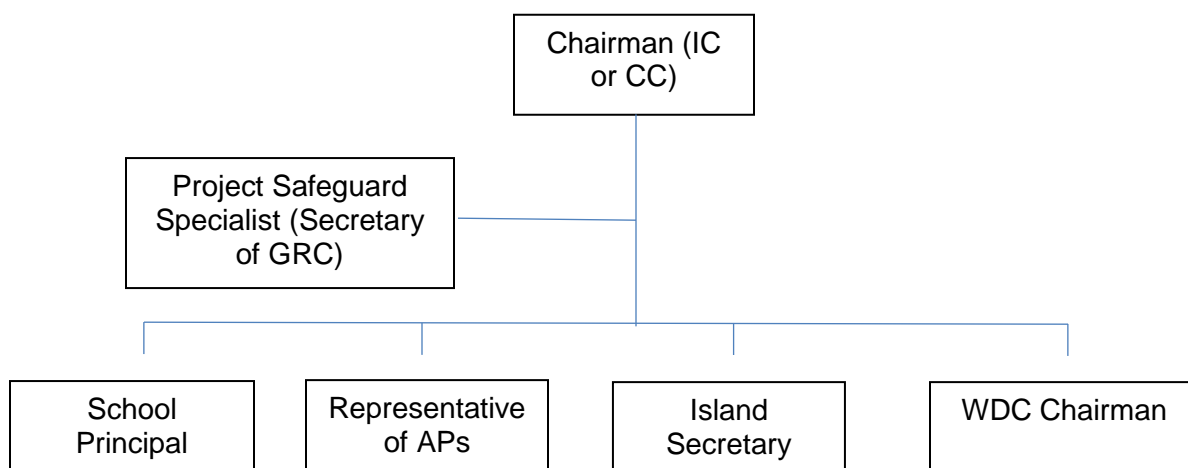 Chairman (IC
or CC)
Project Safeguard
Specialist (Secretary
of GRC)
School
Principal
Representative
of APs
Island
Secretary
WDC Chairman